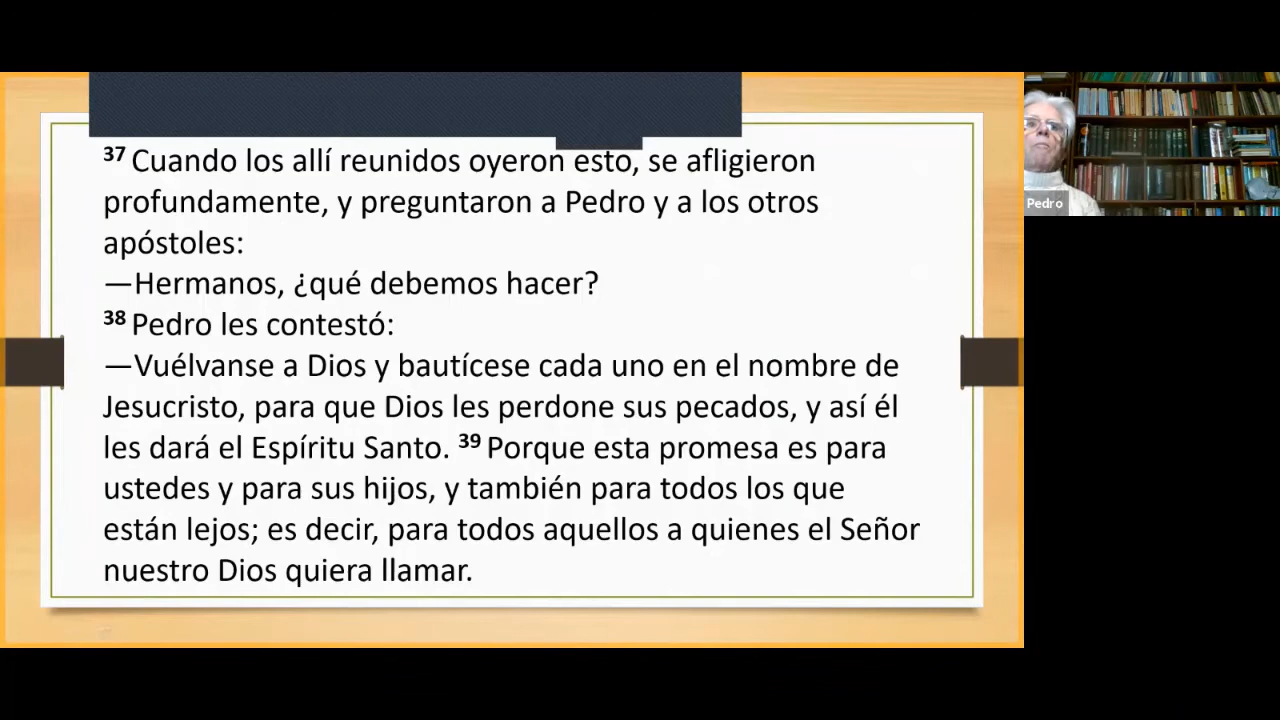 37 Cuando los allí reunidos oyeron esto, se afligieron
profundamente, y preguntaron a Pedro y a los otros
apóstoles:
—Hermanos, ¿qué debemos hacer?
38 Pedro les contestó:
—Vuélvanse a Dios y bautícese cada uno en el nombre de
Jesucristo, para que Dios les perdone sus pecados, y así él
les dará el Espíritu Santo. 39 Porque esta promesa es para
ustedes y para sus hijos, y también para todos los que
están lejos; es decir, para todos aquellos a quienes el Señor
nuestro Dios quiera llamar.
Pedro